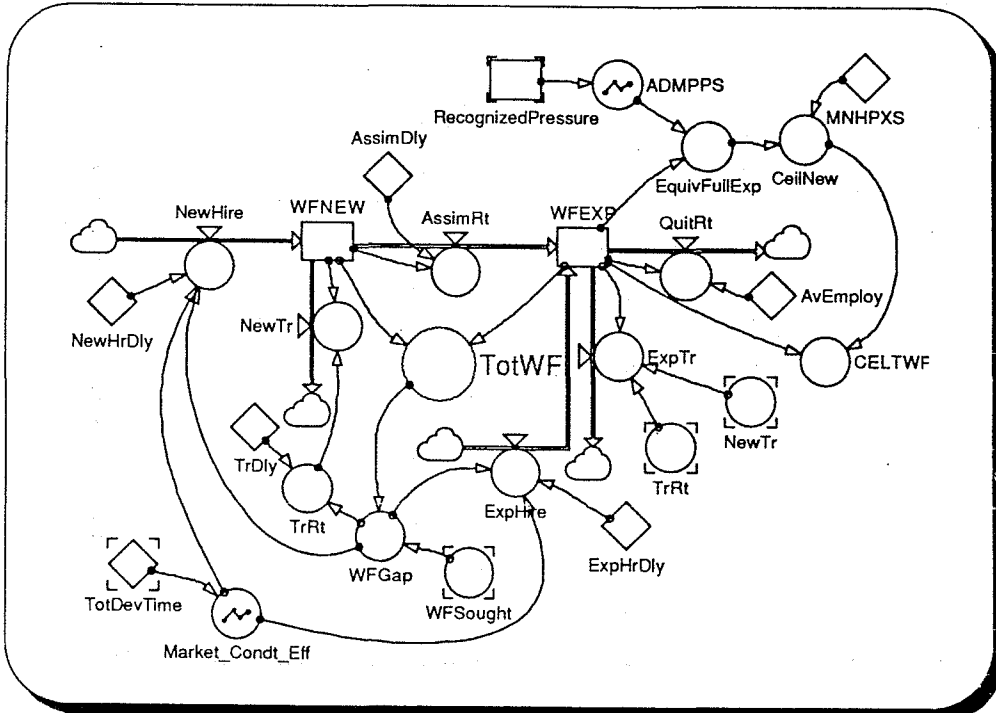 ADMPPS
RecognizedPressure
MNHPXS
AssimDly
EquivFullExp
CeilNew
NewHire
WFNEW
AssimRt
WFEXP
QuitRt
NewHrDly
NewTr
AvEmploy
TotWF
ExpTr
CELTWF
NewTr
TrDly
TrRt
TrRt
ExpHire
WFGap
ExpHrDly
TotDevTime
WFSought
Market_Condt_Eff